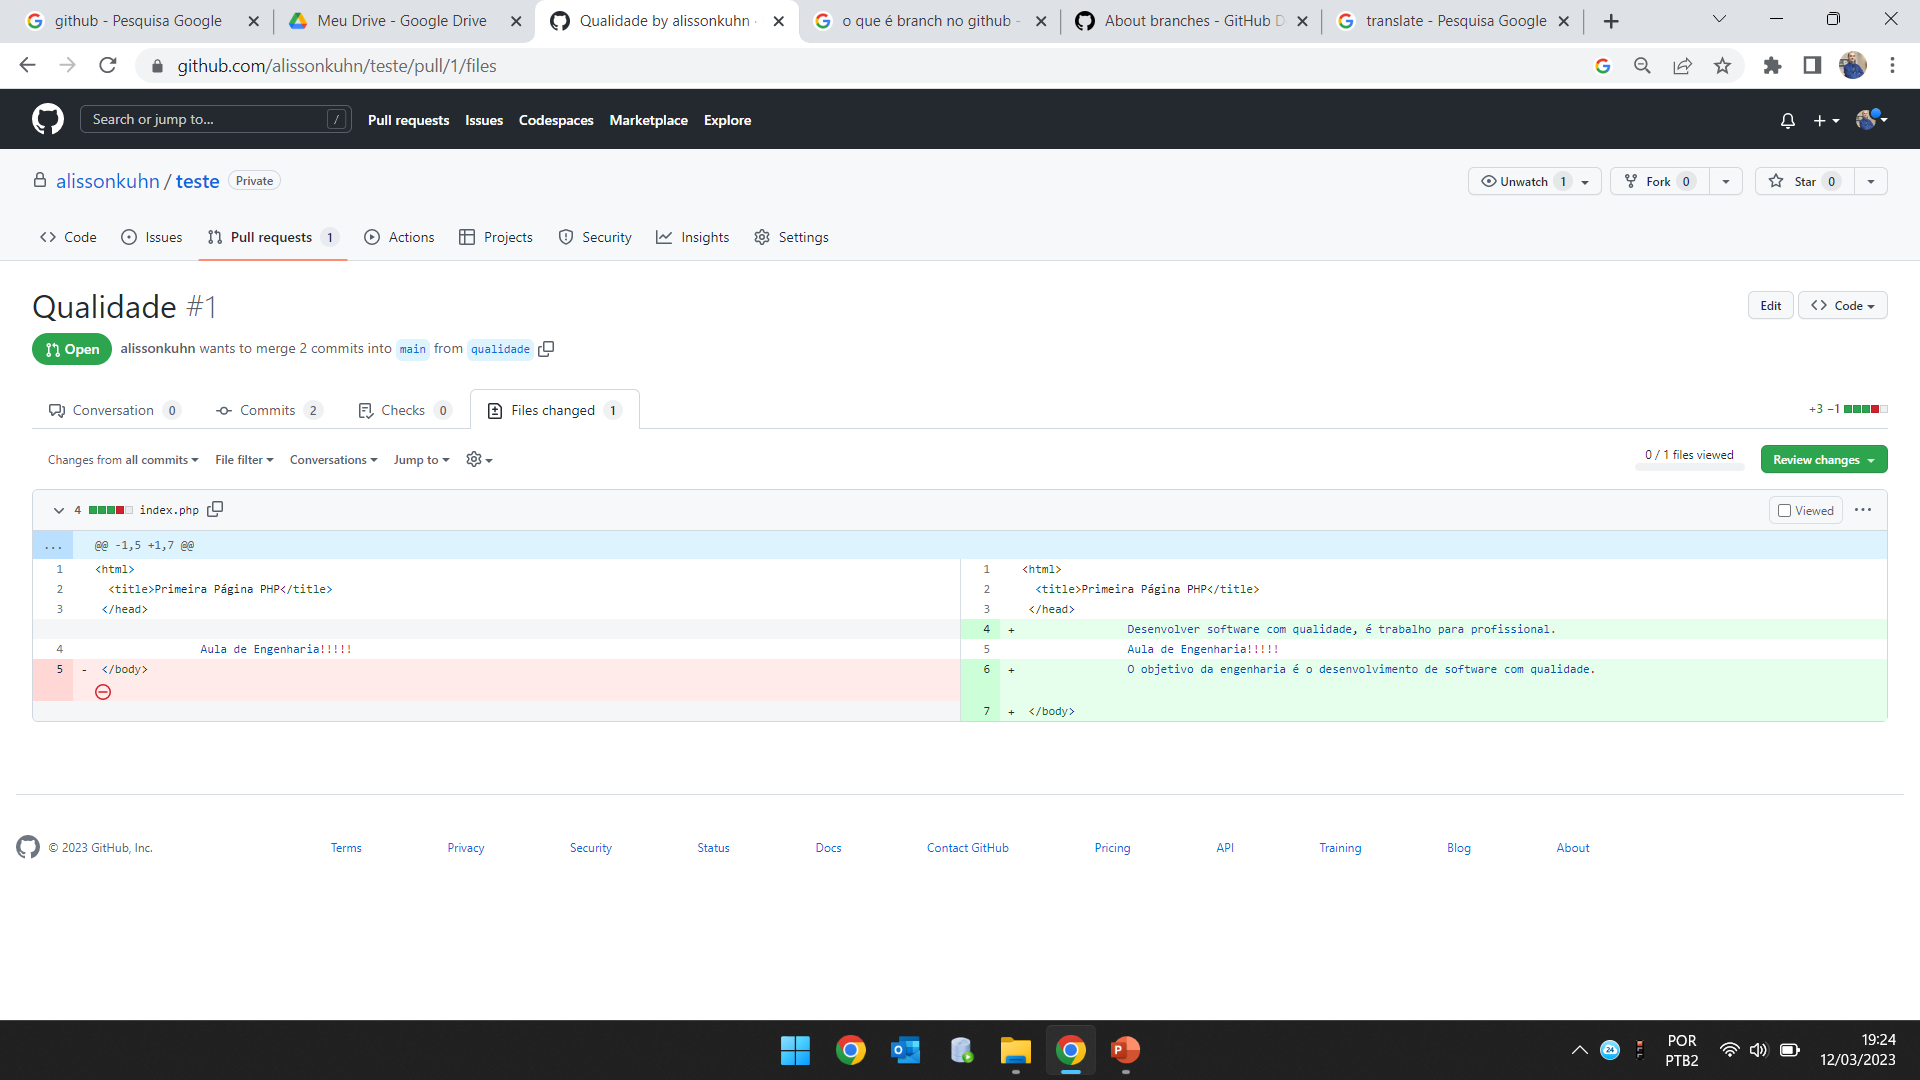 github - Pesquisa Google
Meu Drive - Google Drive
Qualidade by alissonkuhn ·
o que é branch no github -
About branches - GitHub D
translate - Pesquisa Google
github.com/alissonkuhn/teste/pull/1/files
Search or jump to... /
Pull requests Issues Codespaces Marketplace Explore
alissonkuhn / teste Private
Unwatch 1 Fork 0 Star 0
Code Issues Pull requests 1 Actions Projects Security Insights Settings
Qualidade #1
Edit <> Code
Open alissonkuhn wants to merge 2 commits into main from qualidade
Conversation 0 Commits 2 Checks 0 Files changed 1
+3 −1
Changes from all commits File filter Conversations Jump to
0 / 1 files viewed Review changes
4 index.php
Viewed ...
... @@ -1,5 +1,7 @@
1 <html>
2 <title>Primeira Página PHP</title>
3 </head>
4 Aula de Engenharia!!!!!
5 - </body>
1 <html>
2 <title>Primeira Página PHP</title>
3 </head>
4 + Desenvolver software com qualidade, é trabalho para profissional.
5 Aula de Engenharia!!!!!
6 + O objetivo da engenharia é o desenvolvimento de software com qualidade.
7 + </body>
© 2023 GitHub, Inc. Terms Privacy Security Status Docs Contact GitHub Pricing API Training Blog About
24
POR
PTB2
19:24
12/03/2023